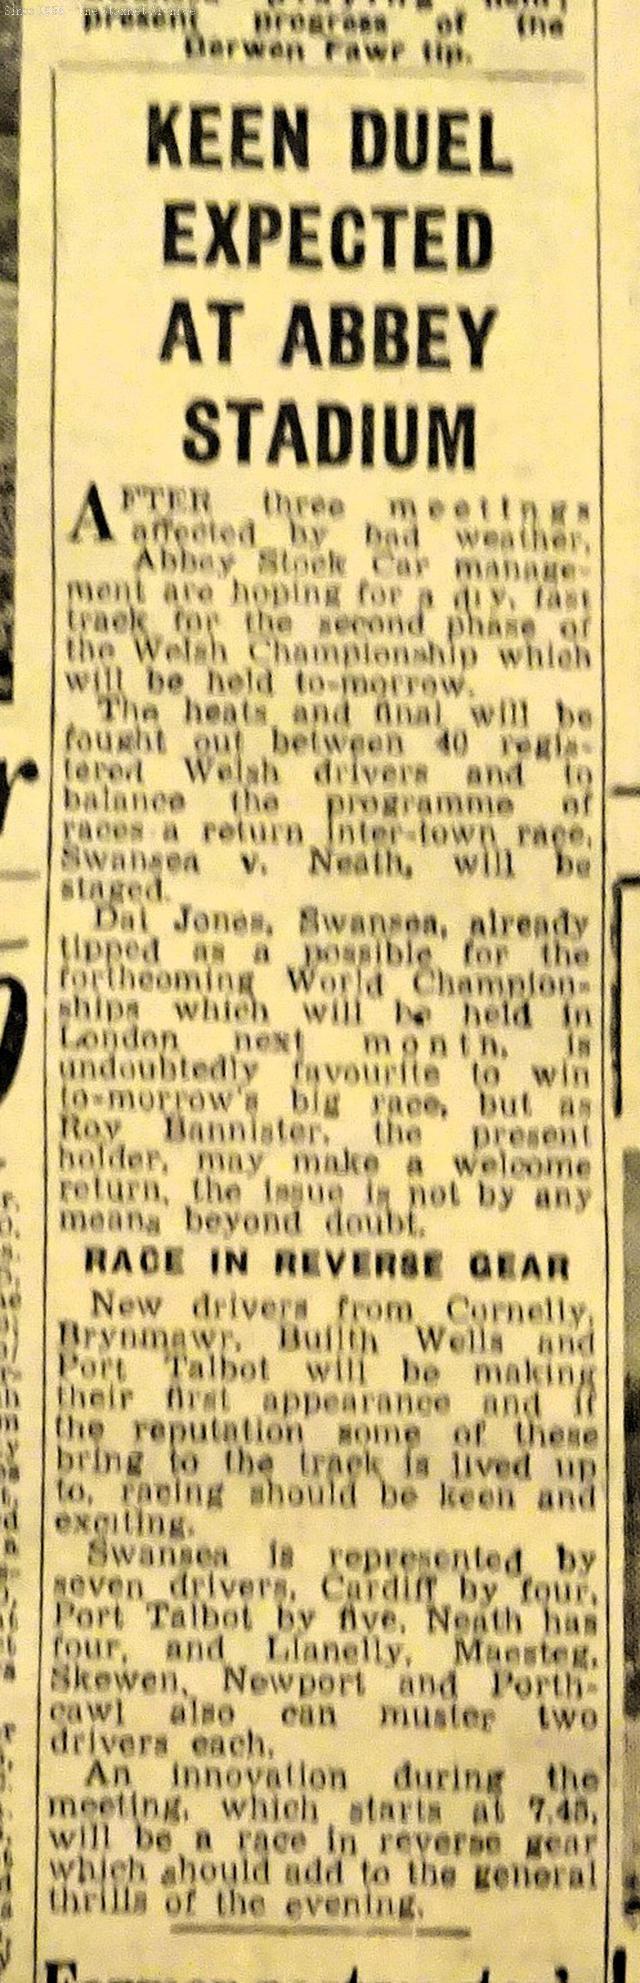 present progress of the
Derwen Fawr tip.
KEEN DUEL
EXPECTED
AT ABBEY
STADIUM
AFTER three meetings
affected by bad weather,
Abbey Stock Car manage-
ment are hoping for a dry, fast
track for the second phase of
the Welsh Championship which
will be held to-morrow.
The heats and final will be
fought out between 40 regis-
tered Welsh drivers and to
balance the programme of
races a return inter-town race,
Swansea v. Neath, will be
staged.
Dai Jones, Swansea, already
tipped as a possible for the
forthcoming World Champion-
ships which will be held in
London next month, is
undoubtedly favourite to win
to-morrow's big race, but as
Roy Bannister, the present
holder, may make a welcome
return, the issue is not by any
means beyond doubt.
RACE IN REVERSE GEAR
New drivers from Cornelly,
Brynmawr, Builth Wells and
Port Talbot will be making
their first appearance and if
the reputation some of these
bring to the track is lived up
to, racing should be keen and
exciting.
Swansea is represented by
seven drivers, Cardiff by four,
Port Talbot by five, Neath has
four, and Llanelly, Maesteg,
Skewen, Newport and Porth-
cawl also can muster two
drivers each.
An innovation during the
meeting, which starts at 7.45,
will be a race in reverse gear
which should add to the general
thrills of the evening.